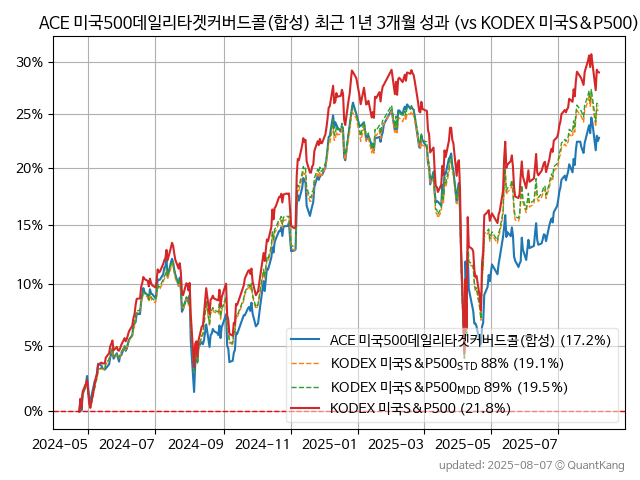 ACE 미국500데일리타겟커버드콜(합성) 최근 1년 3개월 성과 (vs KODEX 미국S&P500)
30%
25%
20%
15%
10%
5%
0%
ACE 미국500데일리타겟커버드콜(합성) (17.2%)
KODEX 미국S&P500STD 88% (19.1%)
KODEX 미국S&P500MDD 89% (19.5%)
KODEX 미국S&P500 (21.8%)
2024-05 2024-07 2024-09 2024-11 2025-01 2025-03 2025-05 2025-07
updated: 2025-08-07 © QuantKang